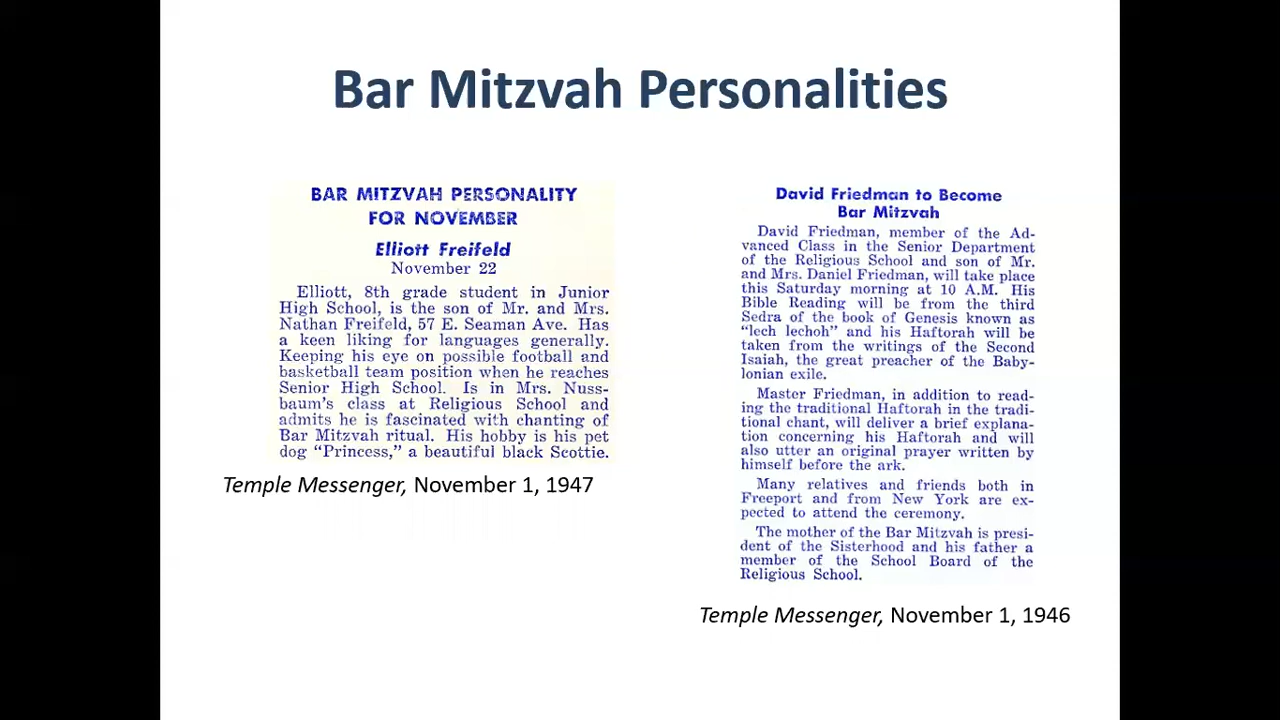 Bar Mitzvah Personalities
BAR MITZVAH PERSONALITY
FOR NOVEMBER
Elliott Freifeld
November 22
Elliott, 8th grade student in Junior
High School, is the son of Mr. and Mrs.
Nathan Freifeld, 57 E. Seaman Ave. Has
a keen liking for languages generally.
Keeping his eye on possible football and
basketball team position when he reaches
Senior High School. Is in Mrs. Nuss-
baum's class at Religious School and
admits he is fascinated with chanting of
Bar Mitzvah ritual. His hobby is his pet
dog "Princess," a beautiful black Scottie.
Temple Messenger, November 1, 1947
David Friedman to Become
Bar Mitzvah
David Friedman, member of the Ad-
vanced Class in the Senior Department
of the Religious School and son of Mr.
and Mrs. Daniel Friedman, will take place
this Saturday morning at 10 A.M. His
Bible Reading will be from the third
Sedra of the book of Genesis known as
"lech lechoh" and his Haftorah will be
taken from the writings of the Second
Isaiah, the great preacher of the Baby-
lonian exile.
Master Friedman, in addition to read-
ing the traditional Haftorah in the tradi-
tional chant, will deliver a brief explana-
tion concerning his Haftorah and will
also utter an original prayer written by
himself before the ark.
Many relatives and friends both in
Freeport and from New York are ex-
pected to attend the ceremony.
The mother of the Bar Mitzvah is presi-
dent of the Sisterhood and his father a
member of the School Board of the
Religious School.
Temple Messenger, November 1, 1946